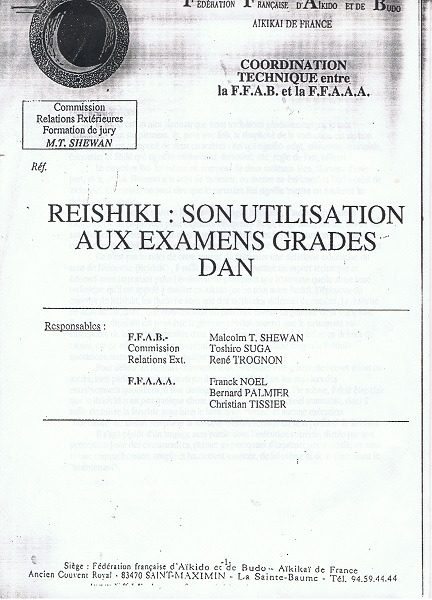 FÉDÉRATION FRANÇAISE D'AÏKIDO ET DE BUDO
AIKIKAI DE FRANCE
COORDINATION
TECHNIQUE entre
la F.F.A.B. et la F.F.A.A.A.
Commission
Relations Extérieures
Formation de jury
M.T. SHEWAN
Réf.
REISHIKI : SON UTILISATION
AUX EXAMENS GRADES
DAN
Responsables :
F.F.A.B.- Malcolm T. SHEWAN
Commission Toshiro SUGA
Relations Ext. René TROGNON
F.F.A.A.A. Franck NOEL
Bernard PALMIER
Christian TISSIER
-1-
Siège : Fédération française d'Aïkido et de Budo - Aïkikaï de France
Ancien Couvent Royal - 83470 SAINT-MAXIMIN - La Sainte-Baume - Tél. 94.59.44.44